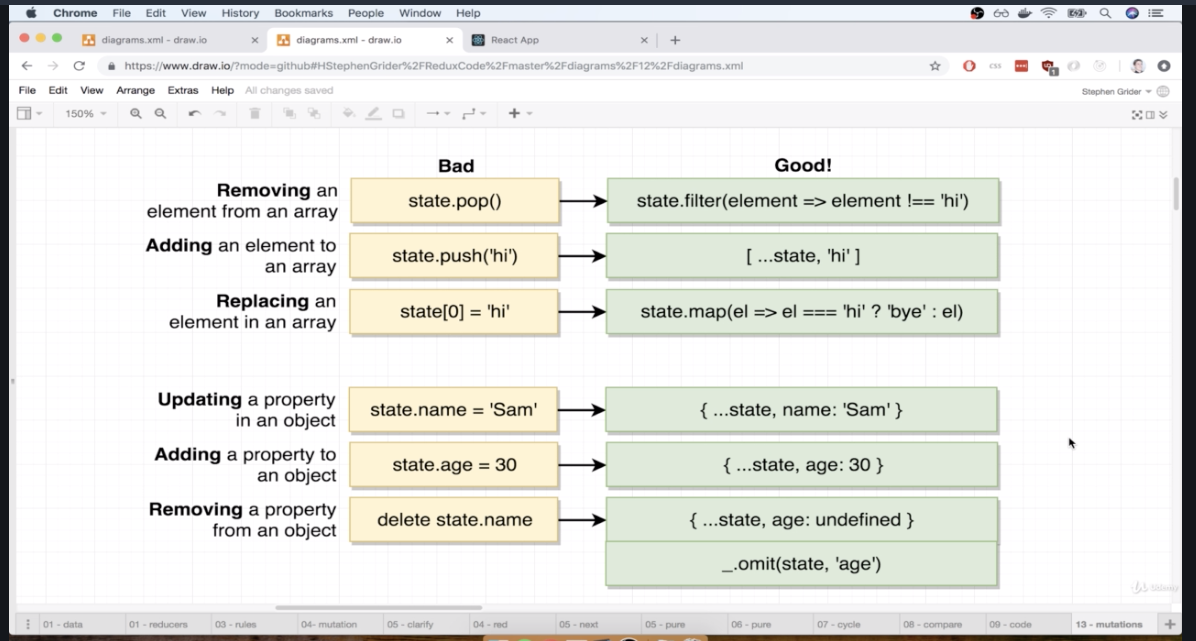 Chrome File Edit View History Bookmarks People Window Help
diagrams.xml - draw.io
diagrams.xml - draw.io
React App
https://www.draw.io/?mode=github#HStephenGrider%2FReduxCode%2Fmaster%2Fdiagrams%2F12%2Fdiagrams.xml
File Edit View Arrange Extras Help All changes saved
Stephen Grider
150%
Bad
Good!
Removing an
element from an array
state.pop()
state.filter(element => element !== 'hi')
Adding an element to
an array
state.push('hi')
[ ...state, 'hi' ]
Replacing an
element in an array
state[0] = 'hi'
state.map(el => el === 'hi' ? 'bye' : el)
Updating a property
in an object
state.name = 'Sam'
{ ...state, name: 'Sam' }
Adding a property to
an object
state.age = 30
{ ...state, age: 30 }
Removing a property
from an object
delete state.name
{ ...state, age: undefined }
_.omit(state, 'age')
Udemy
01 - data 01 - reducers 03 - rules 04- mutation 05 - clarify 04 - red 05 - next 05 - pure 06 - pure 07 - cycle 08 - compare 09 - code 13 - mutations